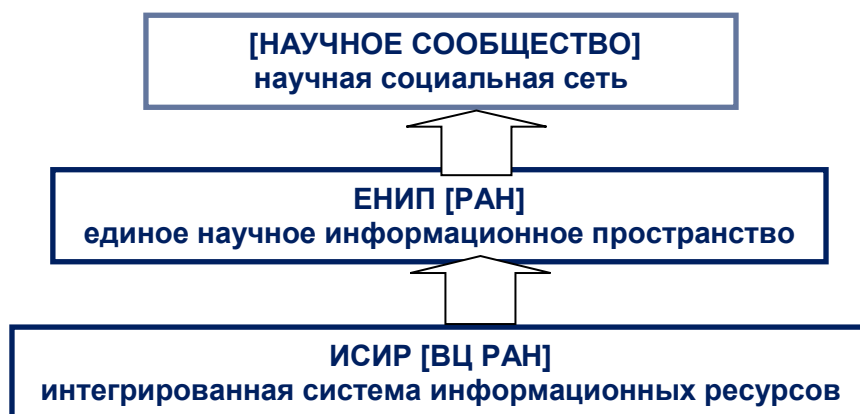 [НАУЧНОЕ СООБЩЕСТВО]
научная социальная сеть
ЕНИП [РАН]
единое научное информационное пространство
ИСИР [ВЦ РАН]
интегрированная система информационных ресурсов